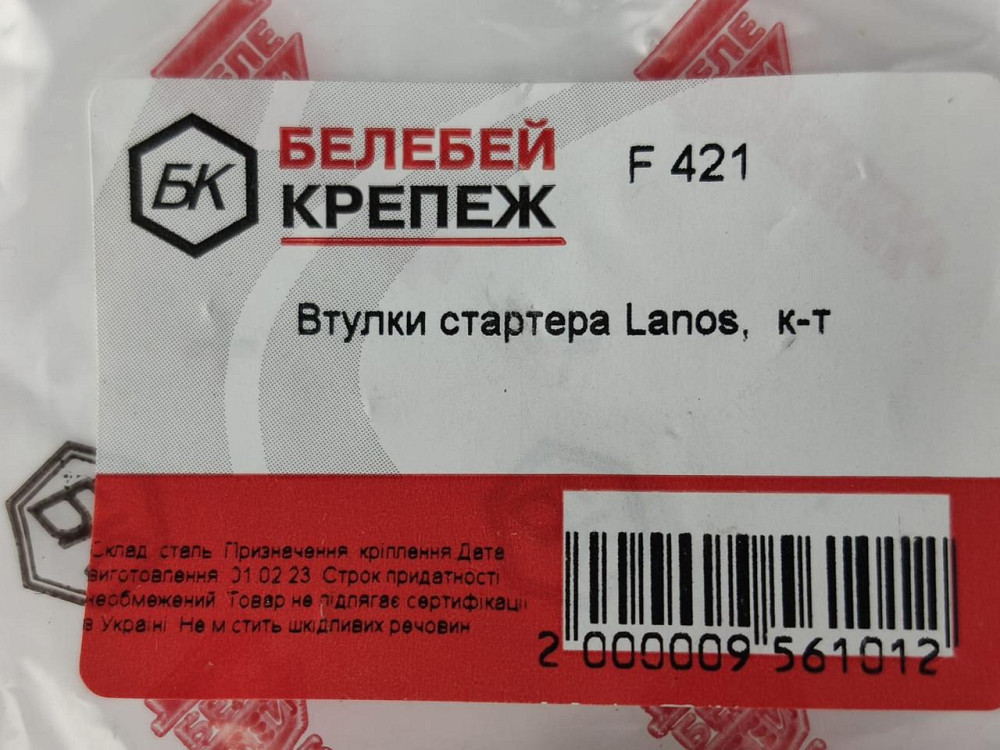 БК
БЕЛЕБЕЙ
КРЕПЕЖ
F 421
Втулки стартера Lanos, к-т
Склад сталь Призначення кріплення Дата
виготовлення 01 02 23 Строк придатності
необмежений Товар не підлягає сертифікації
в Україні Не м стить шкідливих речовин
2 000009 561012